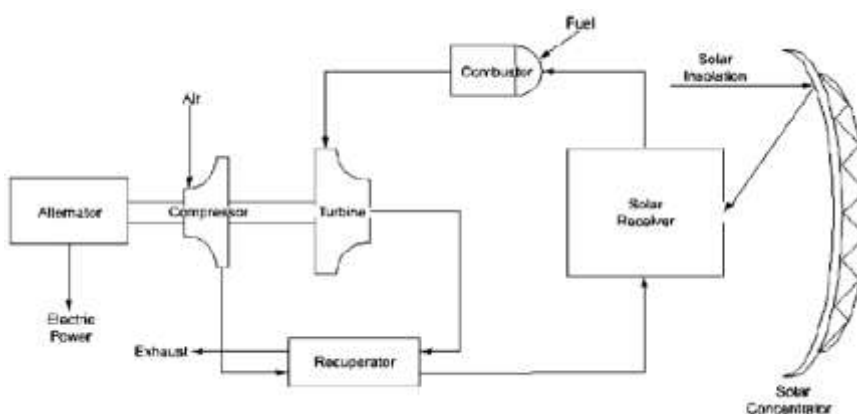 Fuel
Combustor
Solar
Insolation
Air
Alternator
Compressor
Turbine
Solar
Receiver
Electric
Power
Exhaust
Recuperator
Solar
Concentrator